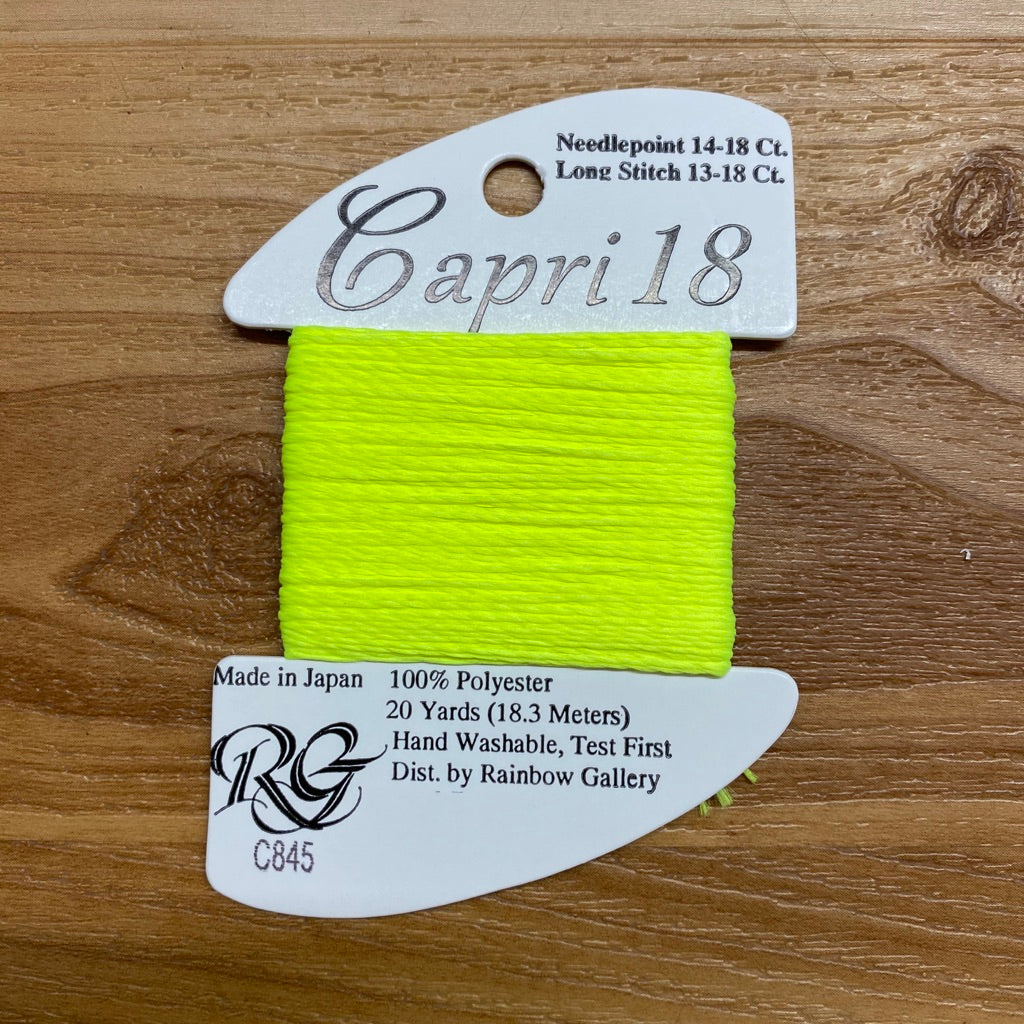 Needlepoint 14-18 Ct.
Long Stitch 13-18 Ct.
Capri 18
Made in Japan
100% Polyester
20 Yards (18.3 Meters)
Hand Washable, Test First
Dist. by Rainbow Gallery
RG
C845